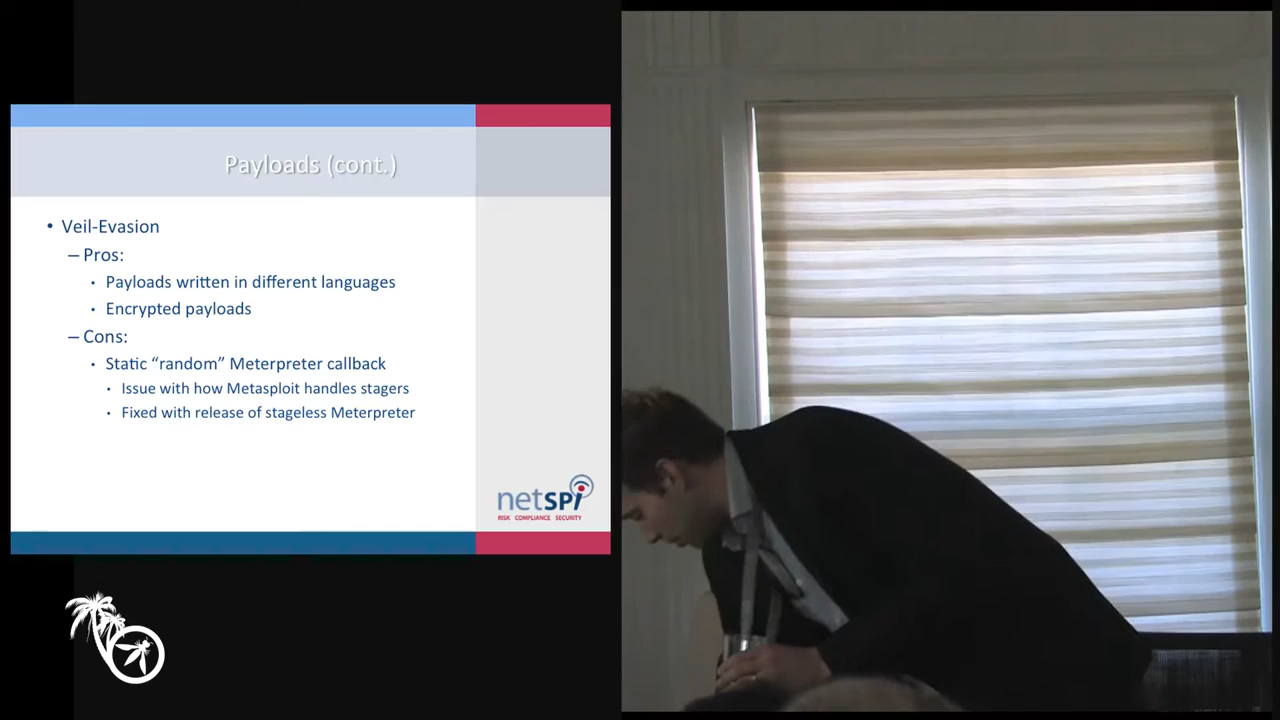 Payloads (cont.)
• Veil-Evasion
– Pros:
• Payloads written in different languages
• Encrypted payloads
– Cons:
• Static “random” Meterpreter callback
• Issue with how Metasploit handles stagers
• Fixed with release of stageless Meterpreter
netSPI
RISK COMPLIANCE SECURITY